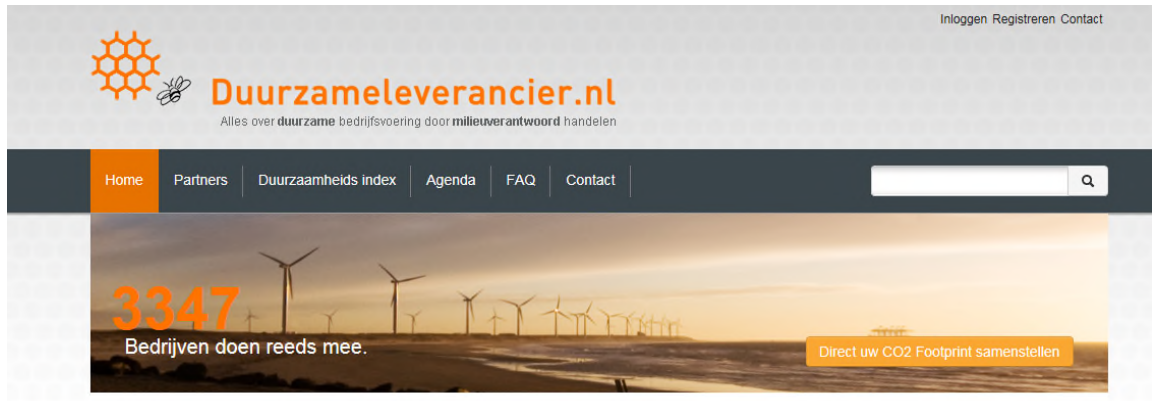 Inloggen Registreren Contact
Duurzameleverancier.nl
Alles over duurzame bedrijfsvoering door milieuverantwoord handelen
Home Partners Duurzaamheids index Agenda FAQ Contact
3347
Bedrijven doen reeds mee.
Direct uw CO2 Footprint samenstellen